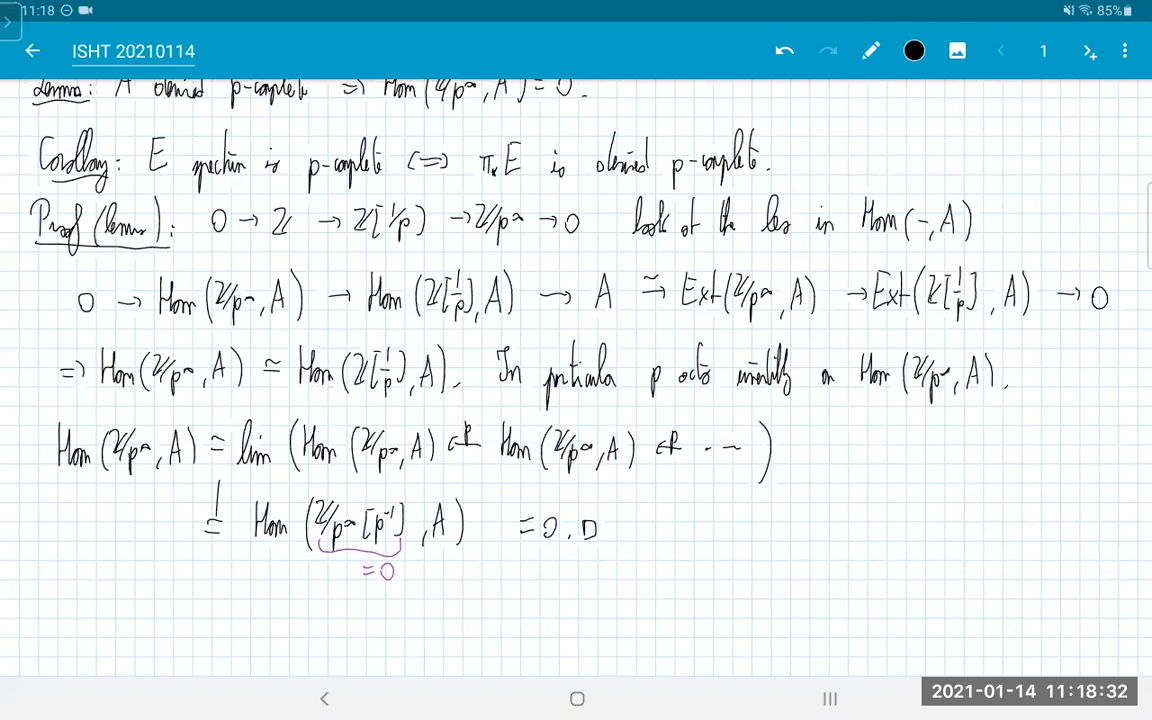 11:18
85%
ISHT 20210114
1
Lemma: A derived p-complete => Hom(Z/p∞, A) = 0.
Corollary: E spectrum is p-complete <=> π_*E is derived p-complete.
Proof (lemma): 0 → Z → Z[1/p] → Z/p∞ → 0 look at the les in Hom(-, A)
0 → Hom(Z/p∞, A) → Hom(Z[1/p], A) → A ≃→ Ext(Z/p∞, A) → Ext(Z[1/p], A) → 0
=> Hom(Z/p∞, A) ≃ Hom(Z[1/p], A). In particular p acts invertibly on Hom(Z/p∞, A).
Hom(Z/p∞, A) ≅ lim (Hom(Z/p∞, A) ←p Hom(Z/p∞, A) ←p ...)
!
≅ Hom(Z/p∞[p⁻¹], A) = 0. □
= 0
2021-01-14 11:18:32